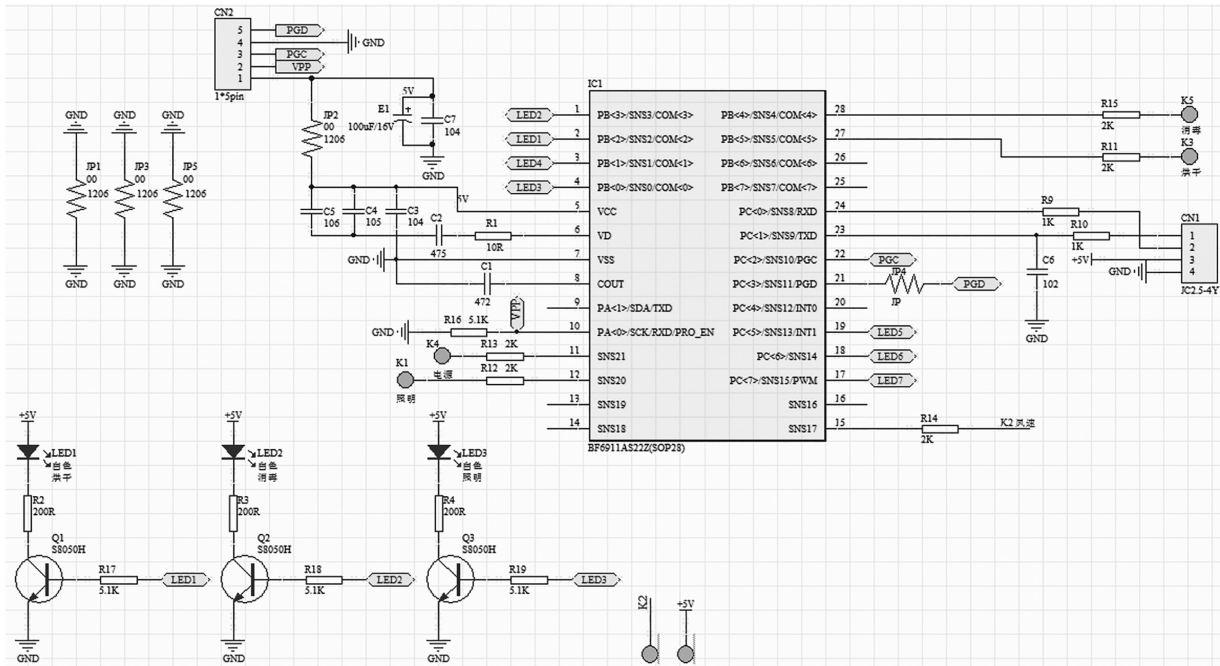 CN2
5 PGD
4 GND
3 PGC
2 VPP
1
1*5pin
5V
E1
100uF/16V
C7
104
GND
JP2
00
1206
GND GND GND
JP1
00
1206
JP3
00
1206
JP5
00
1206
GND GND GND
5V
C5
106
C4
105
C3
104
C2
475
R1
10R
GND
C1
472
VPP
GND
R16 5.1K
K4
电源
R13 2K
K1
照明
R12 2K
IC1
LED2 1 PB<3>/SNS3/COM<3>
LED1 2 PB<2>/SNS2/COM<2>
LED4 3 PB<1>/SNS1/COM<1>
LED3 4 PB<0>/SNS0/COM<0>
5 VCC
6 VD
7 VSS
8 COUT
9 PA<1>/SDA/TXD
10 PA<0>/SCK/RXD/PRO_EN
11 SNS21
12 SNS20
13 SNS19
14 SNS18
PB<4>/SNS4/COM<4> 28
PB<5>/SNS5/COM<5> 27
PB<6>/SNS6/COM<6> 26
PB<7>/SNS7/COM<7> 25
PC<0>/SNS8/RXD 24
PC<1>/SNS9/TXD 23
PC<2>/SNS10/PGC 22 PGC
PC<3>/SNS11/PGD 21
PC<4>/SNS12/INT0 20
PC<5>/SNS13/INT1 19 LED5
PC<6>/SNS14 18 LED6
PC<7>/SNS15/PWM 17 LED7
SNS16 16
SNS17 15
BF6911AS22Z(SOP28)
R15
2K
K5
消毒
R11
2K
K3
烘干
R9
1K
R10
1K
CN1
1
2
+5V 3
GND 4
JC2.5-4Y
C6
102
GND
JP4
JP
PGD
R14
2K
K2 风速
+5V
LED1
白色
烘干
R2
200R
Q1
S8050H
R17
5.1K
LED1
GND
+5V
LED2
白色
消毒
R3
200R
Q2
S8050H
R18
5.1K
LED2
GND
+5V
LED3
白色
照明
R4
200R
Q3
S8050H
R19
5.1K
LED3
GND
K2
+5V